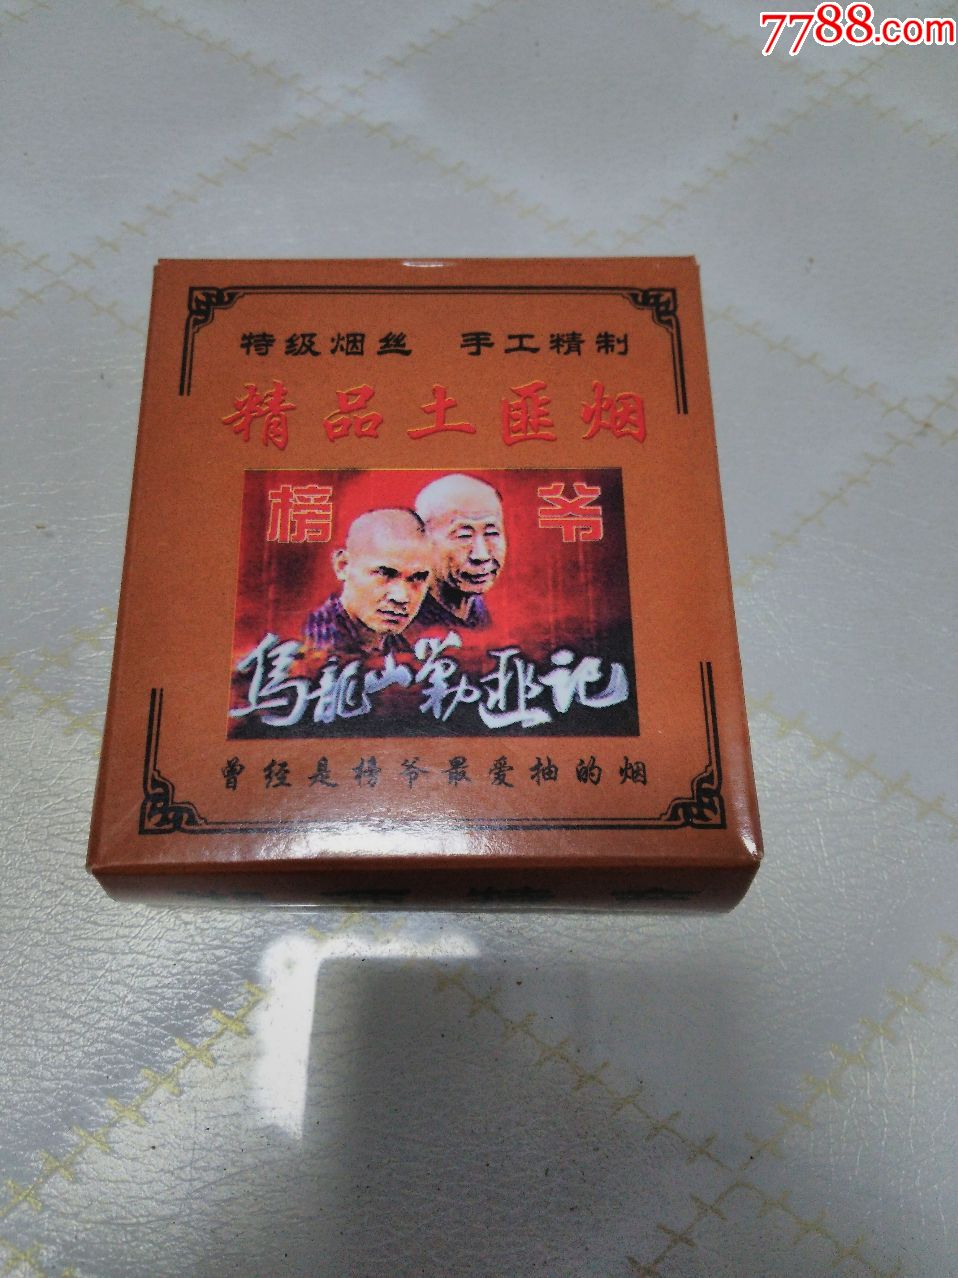 7788.com
特级烟丝 手工精制
精品土匪烟
榜爷
乌龍山剿匪记
曾经是榜爷最爱抽的烟